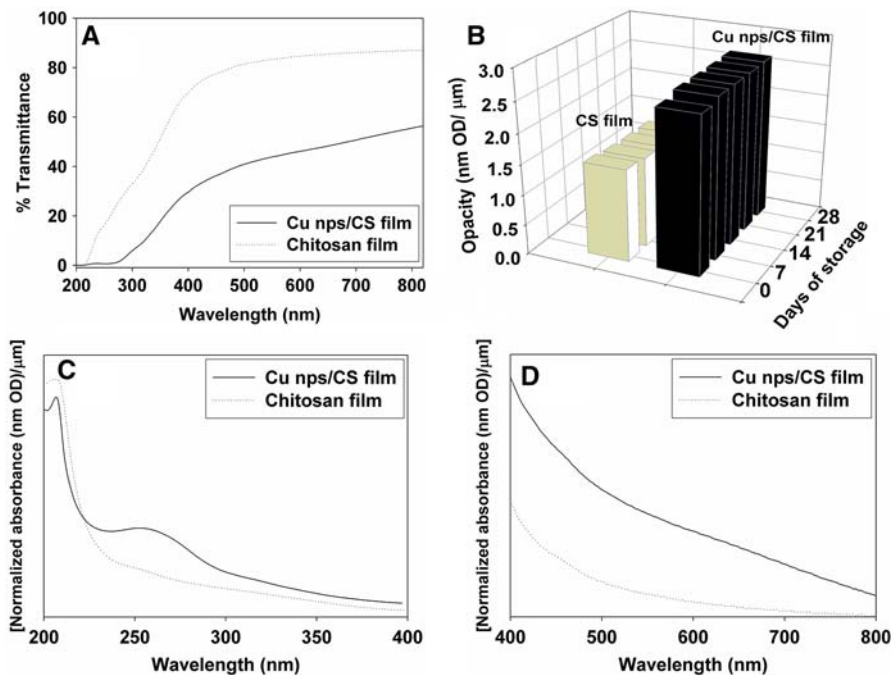 A
% Transmittance
100
80
60
40
20
0
200 300 400 500 600 700 800
Wavelength (nm)
Cu nps/CS film
Chitosan film
B
Opacity (nm OD/ μm)
3.0
2.5
2.0
1.5
1.0
0.5
0.0
CS film
Cu nps/CS film
28
21
14
7
0
Days of storage
C
[Normalized absorbance (nm OD)/μm]
Cu nps/CS film
Chitosan film
200 250 300 350 400
Wavelength (nm)
D
[Normalized absorbance (nm OD)/μm]
Cu nps/CS film
Chitosan film
400 500 600 700 800
Wavelength (nm)